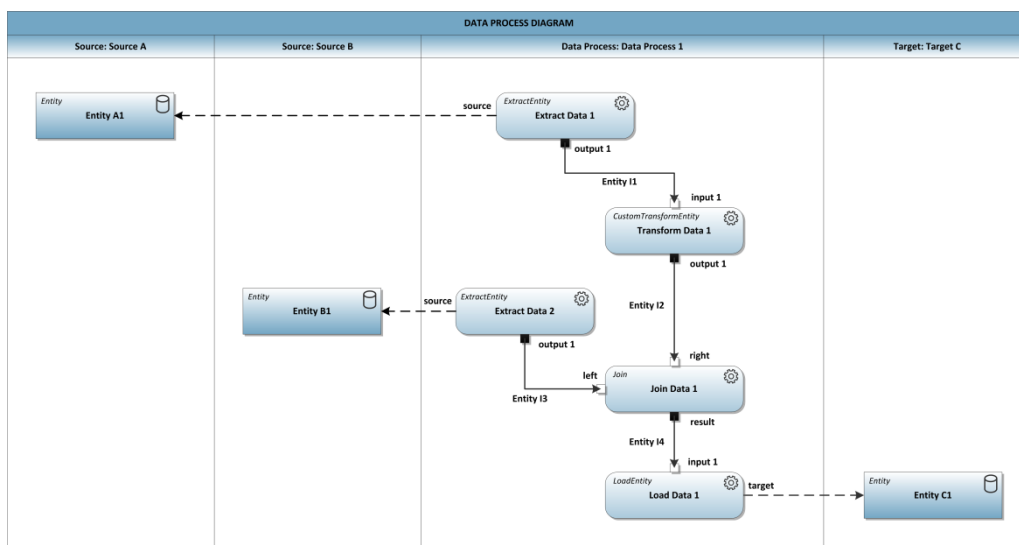 DATA PROCESS DIAGRAM
Source: Source A
Source: Source B
Data Process: Data Process 1
Target: Target C
Entity
Entity A1
source
ExtractEntity
Extract Data 1
output 1
Entity I1
input 1
CustomTransformEntity
Transform Data 1
output 1
Entity
Entity B1
source
ExtractEntity
Extract Data 2
output 1
Entity I2
right
left
Entity I3
Join
Join Data 1
result
Entity I4
input 1
LoadEntity
Load Data 1
target
Entity
Entity C1